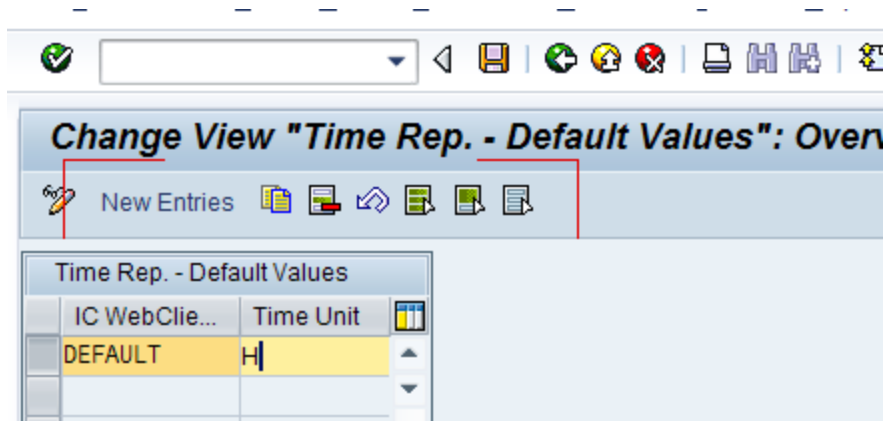 Change View "Time Rep. - Default Values": Overv
New Entries
Time Rep. - Default Values
IC WebClie... Time Unit
DEFAULT H